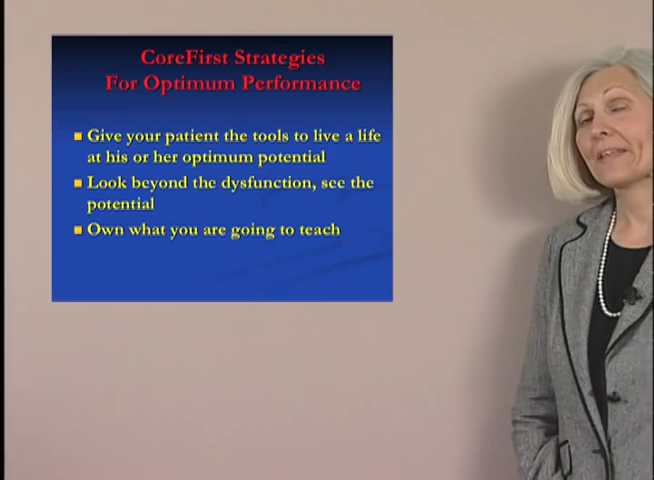 CoreFirst Strategies
For Optimum Performance
Give your patient the tools to live a life
at his or her optimum potential
Look beyond the dysfunction, see the
potential
Own what you are going to teach